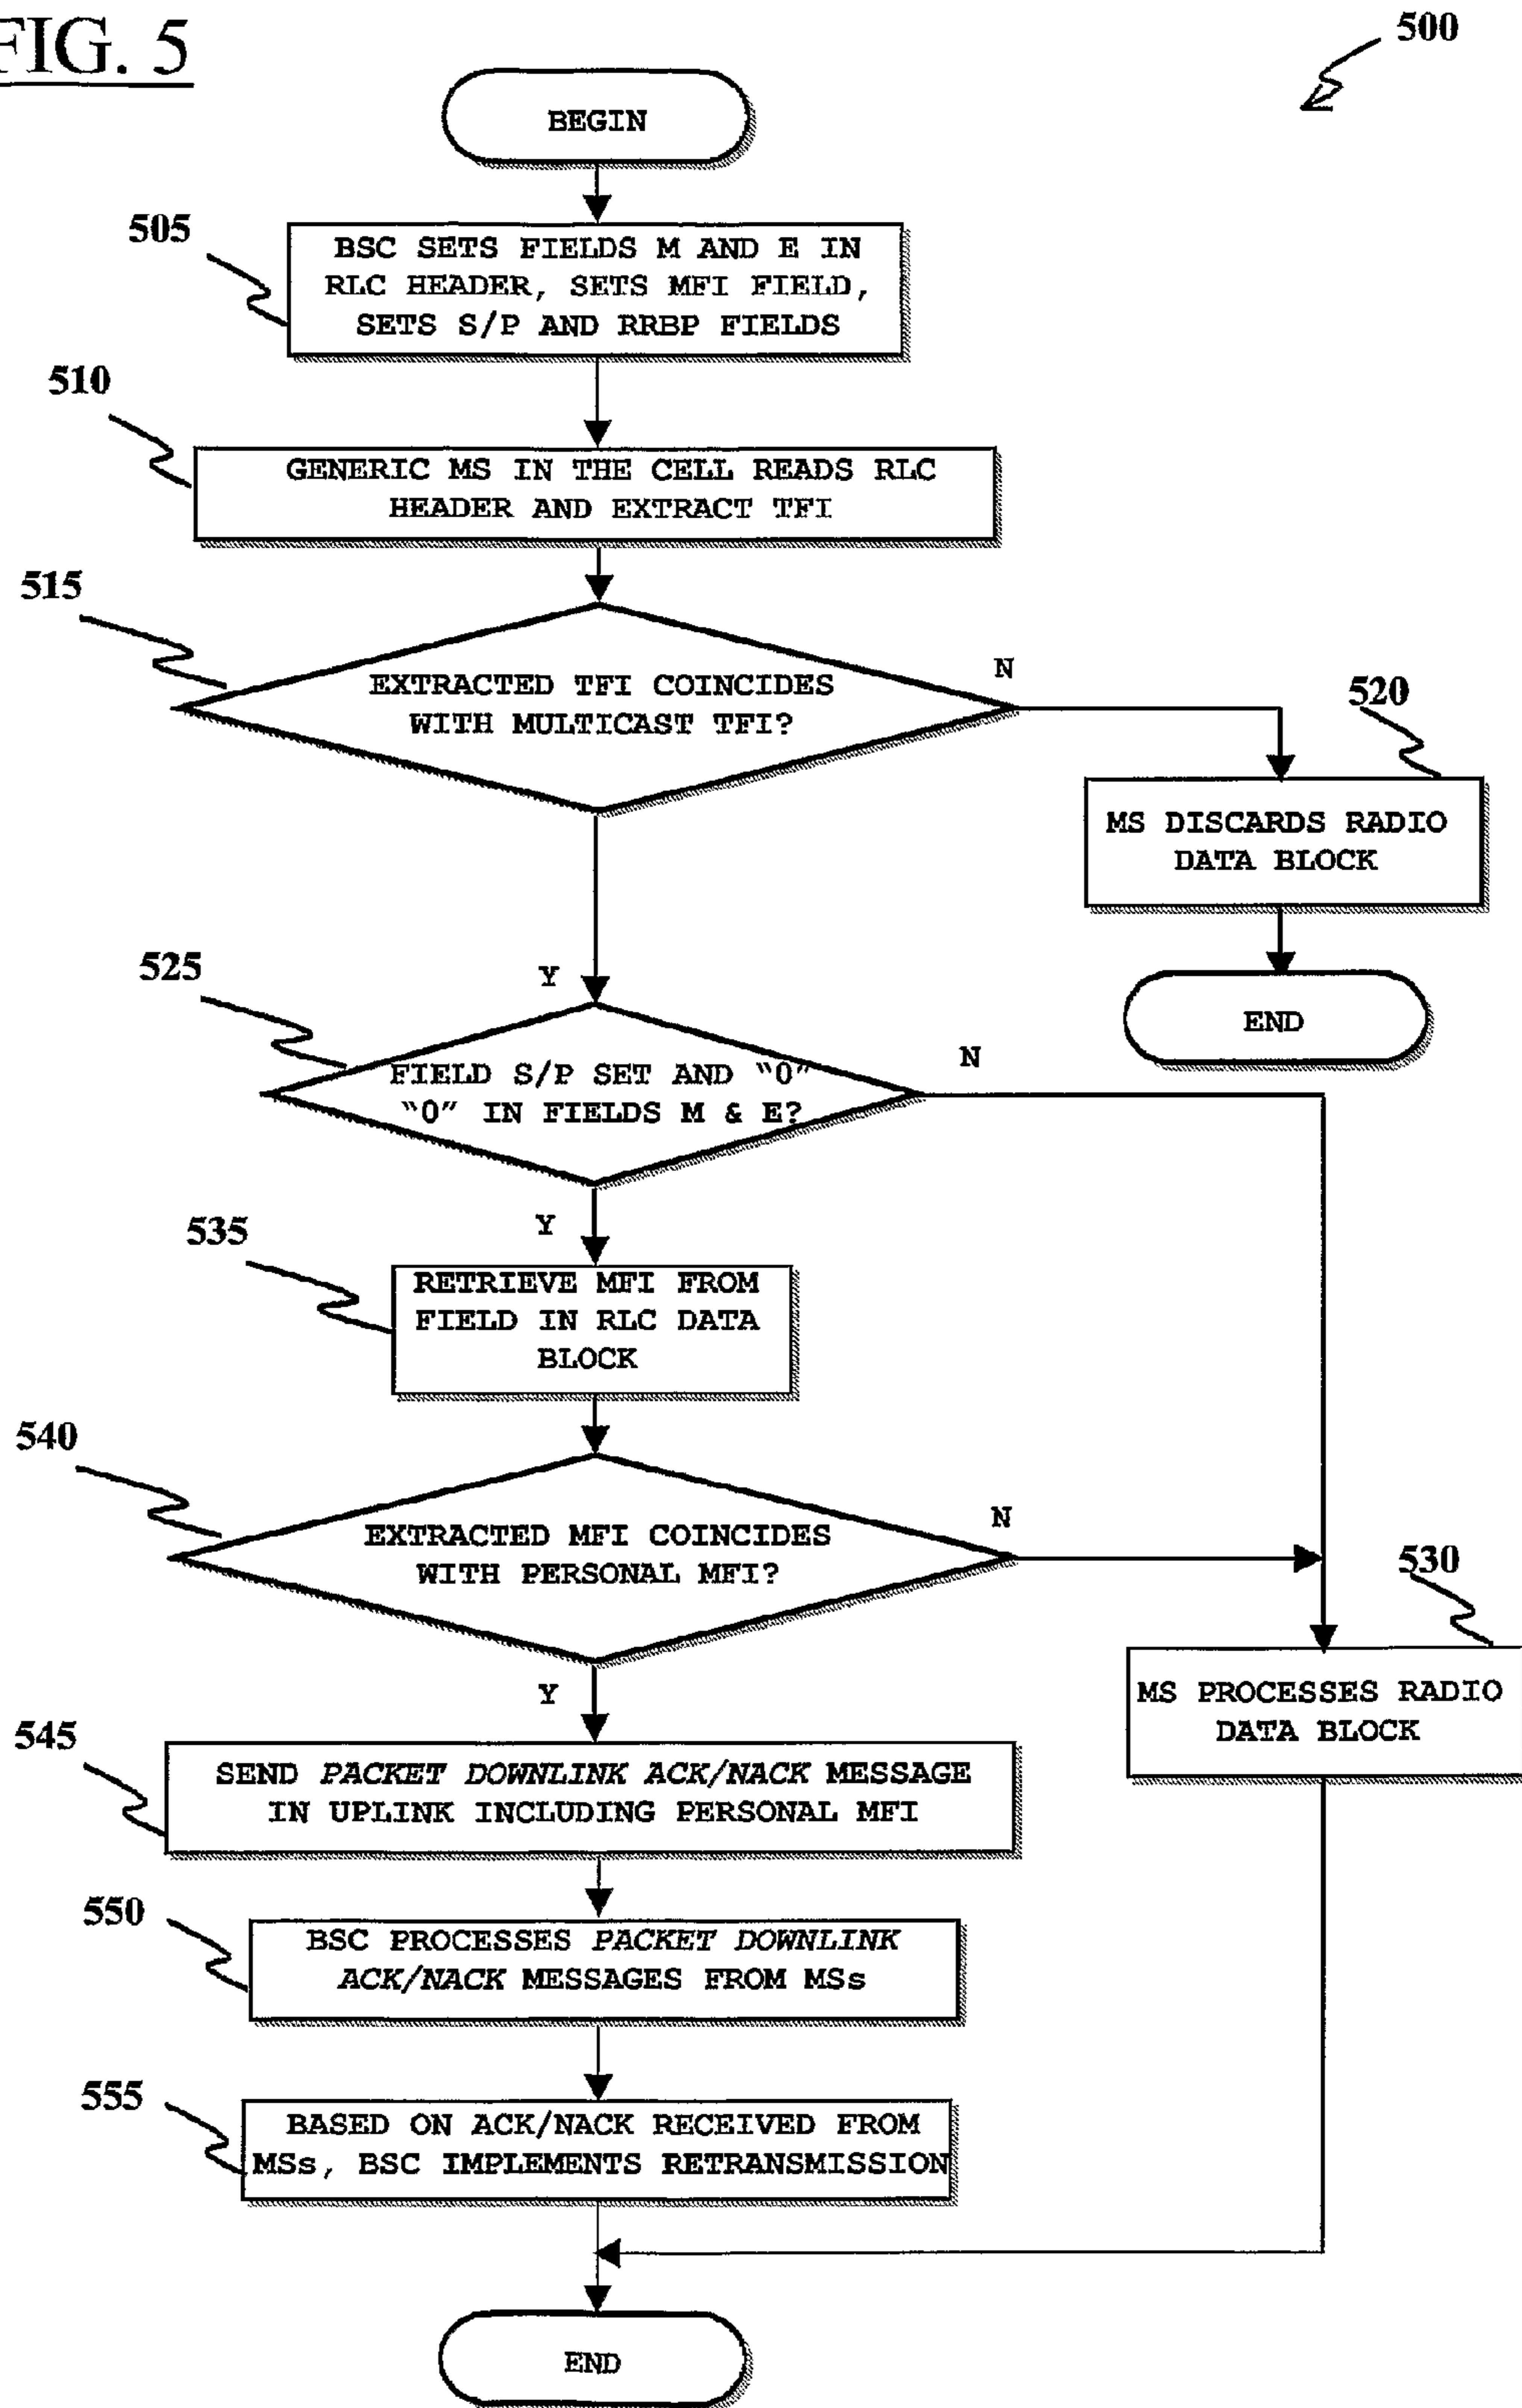 FIG. 5
500
BEGIN
505
BSC SETS FIELDS M AND E IN
RLC HEADER, SETS MFI FIELD,
SETS S/P AND RRBP FIELDS
510
GENERIC MS IN THE CELL READS RLC
HEADER AND EXTRACT TFI
515
EXTRACTED TFI COINCIDES
WITH MULTICAST TFI?
N
520
MS DISCARDS RADIO
DATA BLOCK
END
Y
525
FIELD S/P SET AND "0"
"0" IN FIELDS M & E?
N
Y
535
RETRIEVE MFI FROM
FIELD IN RLC DATA
BLOCK
540
EXTRACTED MFI COINCIDES
WITH PERSONAL MFI?
N
530
MS PROCESSES RADIO
DATA BLOCK
Y
545
SEND PACKET DOWNLINK ACK/NACK MESSAGE
IN UPLINK INCLUDING PERSONAL MFI
550
BSC PROCESSES PACKET DOWNLINK
ACK/NACK MESSAGES FROM MSs
555
BASED ON ACK/NACK RECEIVED FROM
MSs, BSC IMPLEMENTS RETRANSMISSION
END